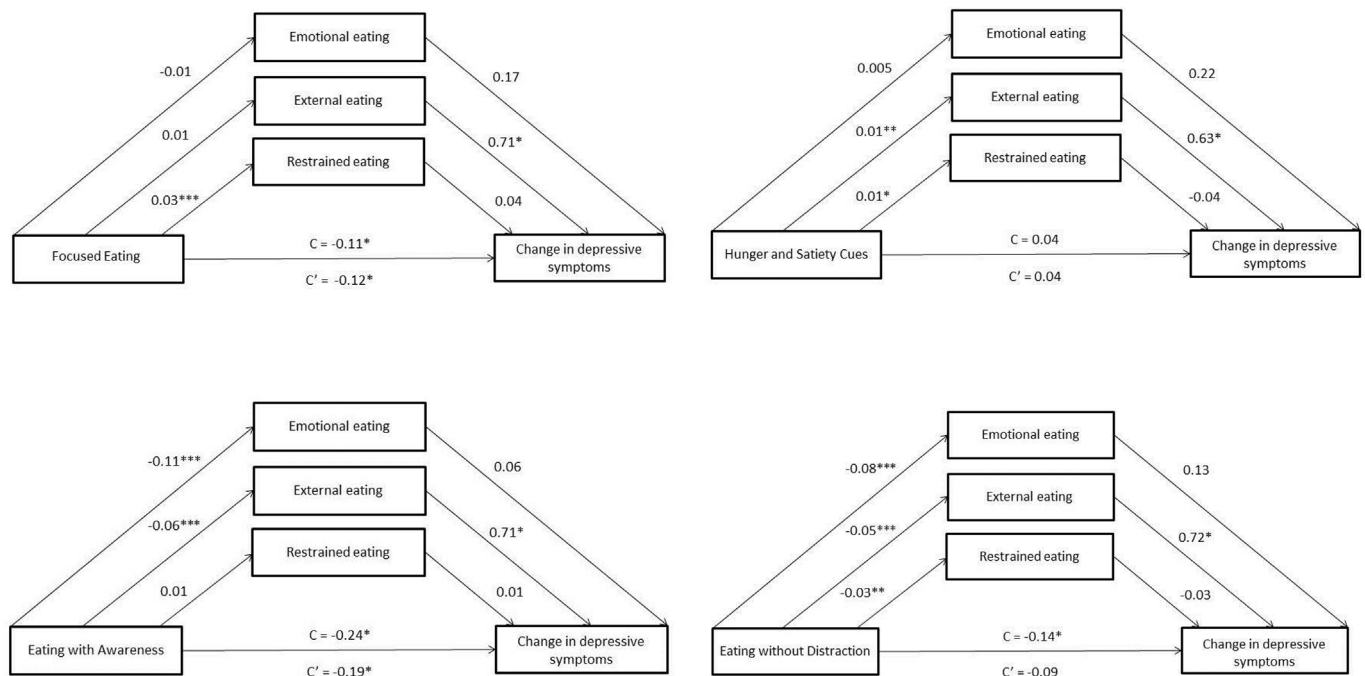 Emotional eating
-0.01
0.17
External eating
0.01
0.71*
Restrained eating
0.03***
0.04
Focused Eating
C = -0.11*
C’ = -0.12*
Change in depressive
symptoms
Emotional eating
0.005
0.22
External eating
0.01**
0.63*
Restrained eating
0.01*
-0.04
Hunger and Satiety Cues
C = 0.04
C’ = 0.04
Change in depressive
symptoms
Emotional eating
-0.11***
0.06
External eating
-0.06***
0.71*
Restrained eating
0.01
0.01
Eating with Awareness
C = -0.24*
C’ = -0.19*
Change in depressive
symptoms
Emotional eating
-0.08***
0.13
External eating
-0.05***
0.72*
Restrained eating
-0.03**
-0.03
Eating without Distraction
C = -0.14*
C’ = -0.09
Change in depressive
symptoms